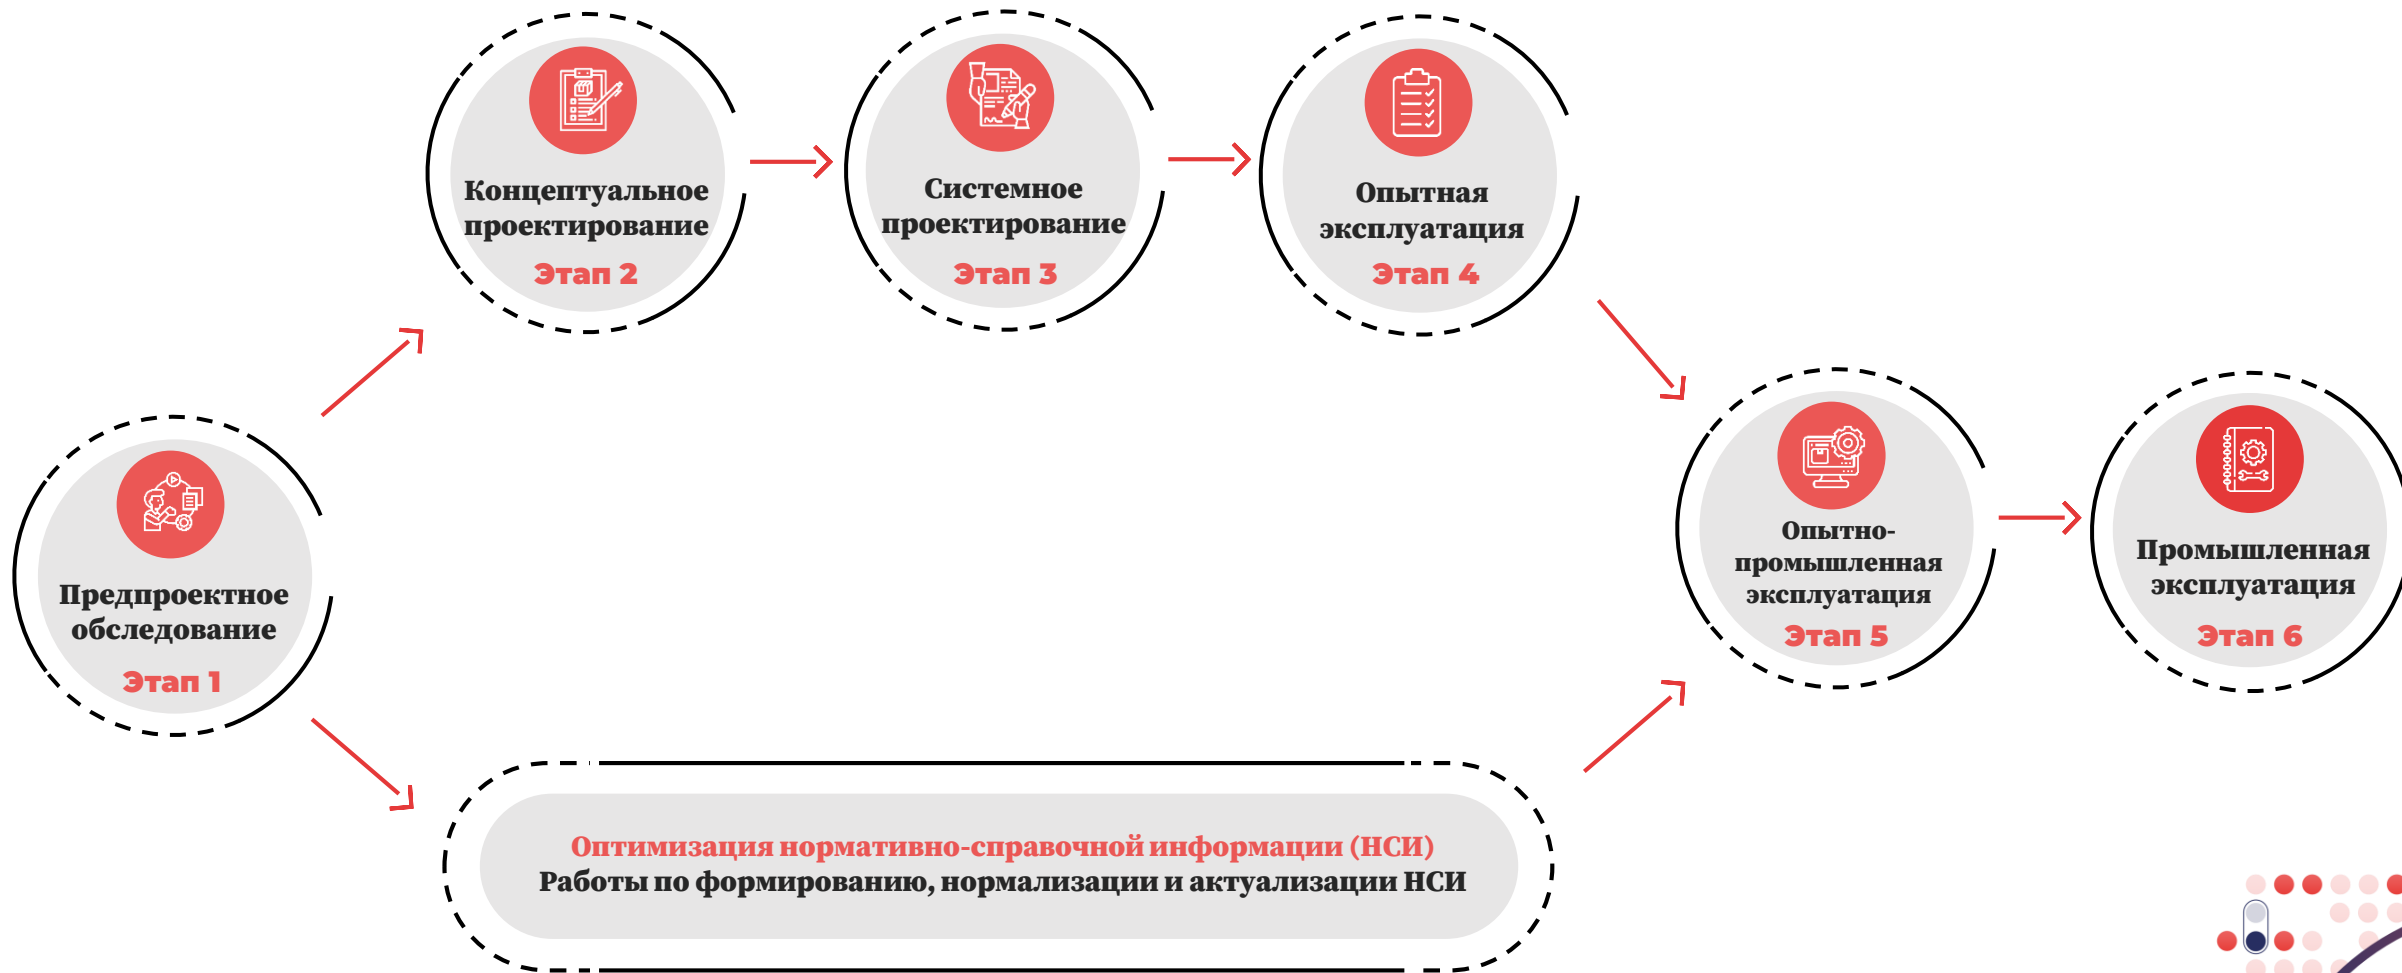 Предпроектное
обследование
Этап 1
Концептуальное
проектирование
Этап 2
Системное
проектирование
Этап 3
Опытная
эксплуатация
Этап 4
Опытно-
промышленная
эксплуатация
Этап 5
Промышленная
эксплуатация
Этап 6
Оптимизация нормативно-справочной информации (НСИ)
Работы по формированию, нормализации и актуализации НСИ